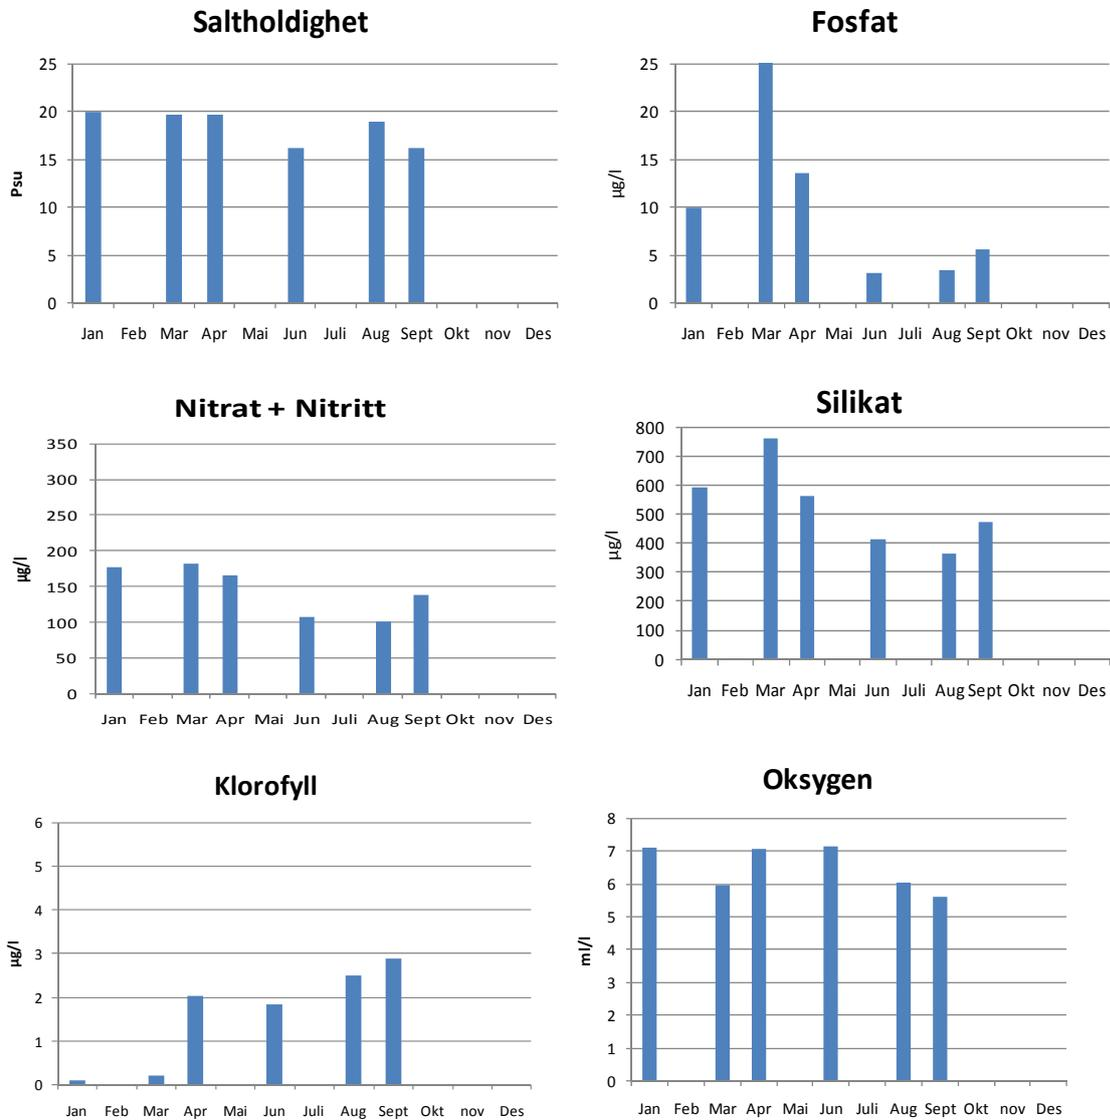 Saltholdighet
25
20
15
10
5
0
Psu
Jan Feb Mar Apr Mai Jun Juli Aug Sept Okt nov Des
Fosfat
25
20
15
10
5
0
µg/l
Jan Feb Mar Apr Mai Jun Juli Aug Sept Okt nov Des
Nitrat + Nitritt
350
300
250
200
150
100
50
0
µg/l
Jan Feb Mar Apr Mai Jun Juli Aug Sept Okt nov Des
Silikat
800
700
600
500
400
300
200
100
0
µg/l
Jan Feb Mar Apr Mai Jun Juli Aug Sept Okt nov Des
Klorofyll
6
5
4
3
2
1
0
µg/l
Jan Feb Mar Apr Mai Jun Juli Aug Sept Okt nov Des
Oksygen
8
7
6
5
4
3
2
1
0
ml/l
Jan Feb Mar Apr Mai Jun Juli Aug Sept Okt nov Des